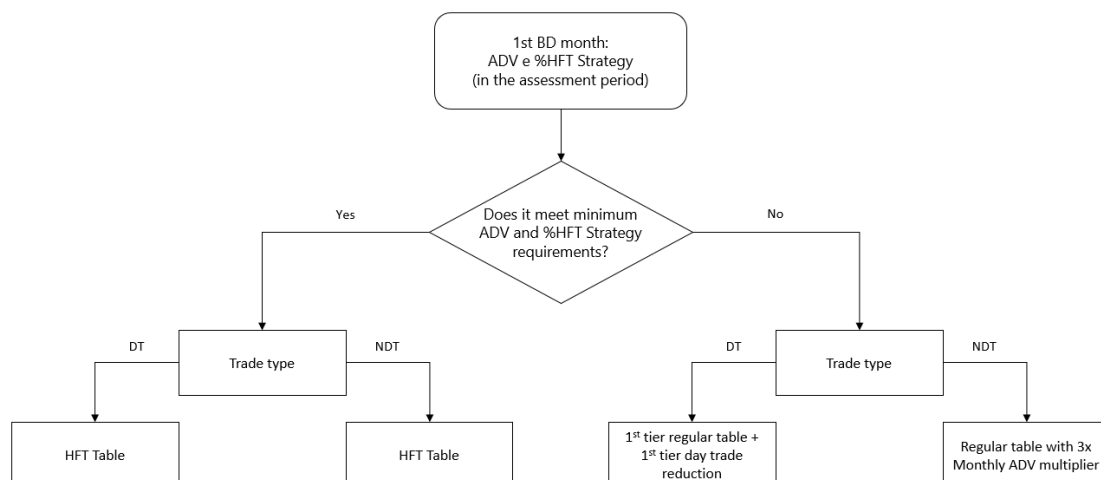 1st BD month:
ADV e %HFT Strategy
(in the assessment period)
Does it meet minimum
ADV and %HFT Strategy
requirements?
Yes
No
Trade type
DT
NDT
HFT Table
HFT Table
Trade type
DT
NDT
1st tier regular table +
1st tier day trade
reduction
Regular table with 3x
Monthly ADV multiplier